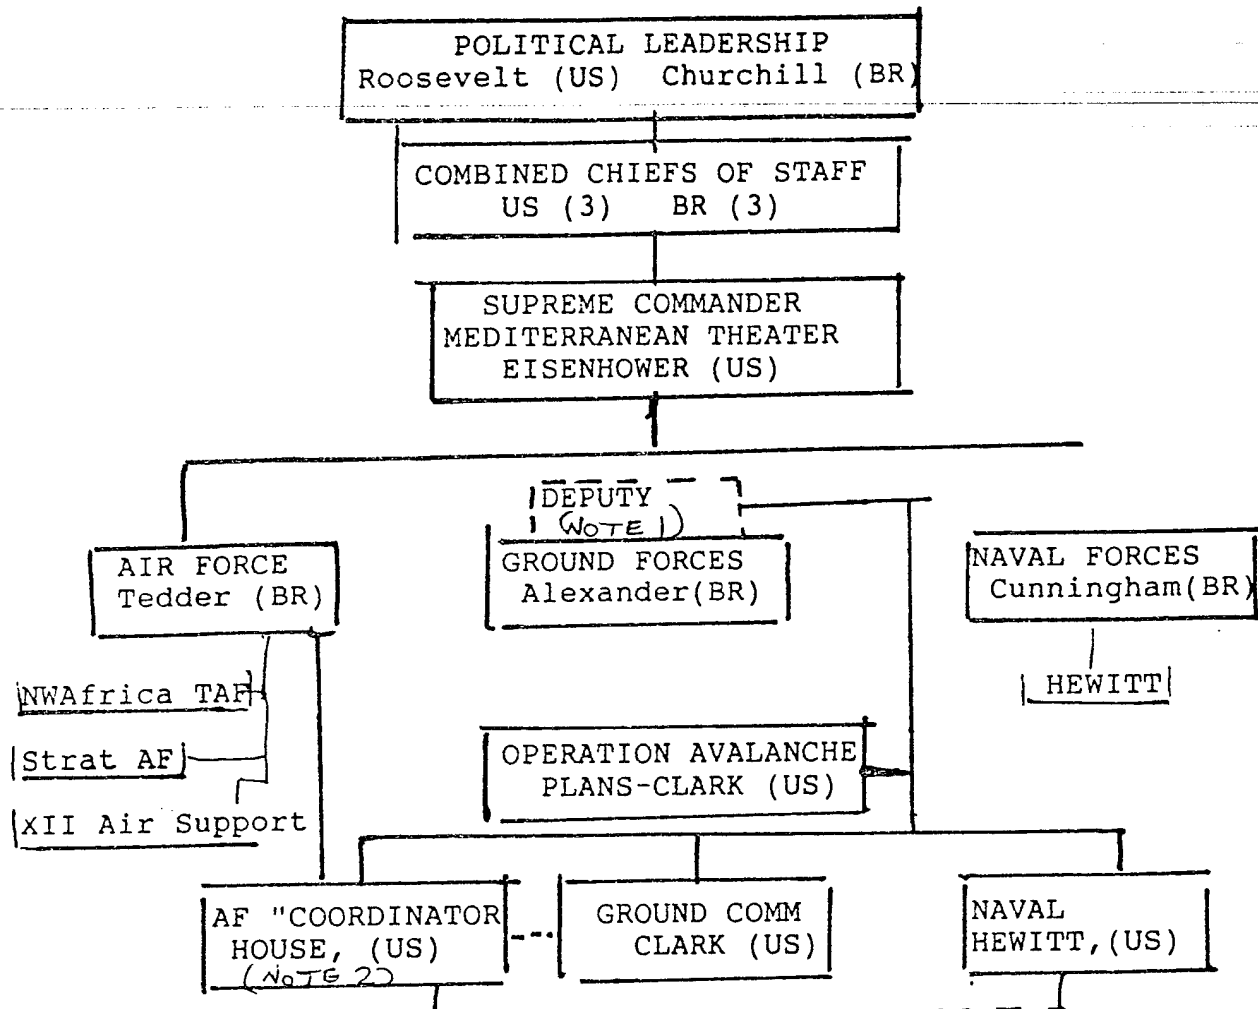 POLITICAL LEADERSHIP
Roosevelt (US) Churchill (BR)
COMBINED CHIEFS OF STAFF
US (3) BR (3)
SUPREME COMMANDER
MEDITERRANEAN THEATER
EISENHOWER (US)
DEPUTY
(NOTE 1)
AIR FORCE
Tedder (BR)
GROUND FORCES
Alexander(BR)
NAVAL FORCES
Cunningham(BR)
NWAfrica TAF
HEWITT
Strat AF
XII Air Support
OPERATION AVALANCHE
PLANS-CLARK (US)
AF "COORDINATOR
HOUSE, (US)
(NOTE 2)
GROUND COMM
CLARK (US)
NAVAL
HEWITT,(US)